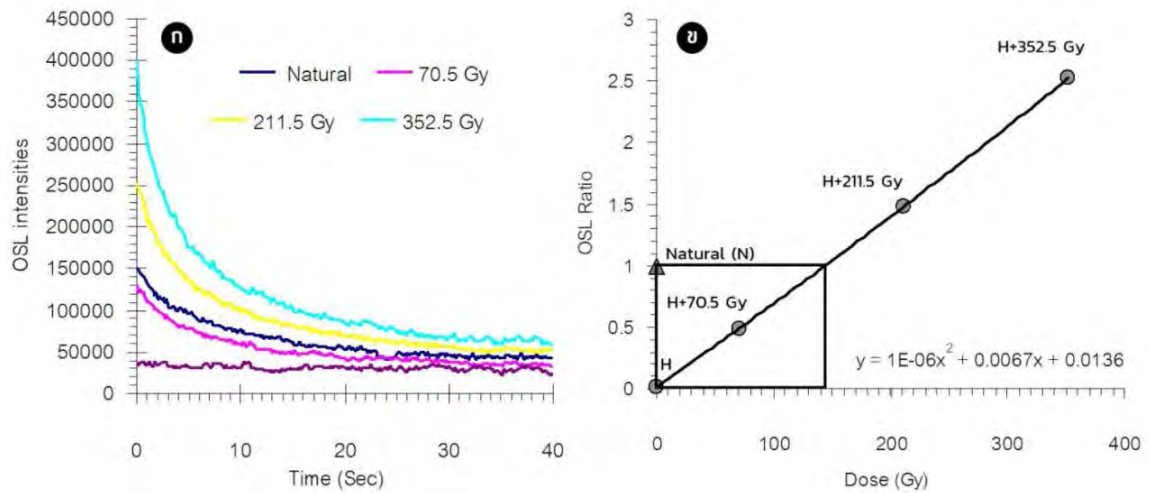 ก
450000
400000
350000
300000
250000
200000
150000
100000
50000
0
OSL intensities
Natural
70.5 Gy
211.5 Gy
352.5 Gy
0 10 20 30 40
Time (Sec)
ข
3
2.5
2
1.5
1
0.5
0
OSL Ratio
H+352.5 Gy
H+211.5 Gy
Natural (N)
H+70.5 Gy
H
y = 1E-06x² + 0.0067x + 0.0136
0 100 200 300 400
Dose (Gy)